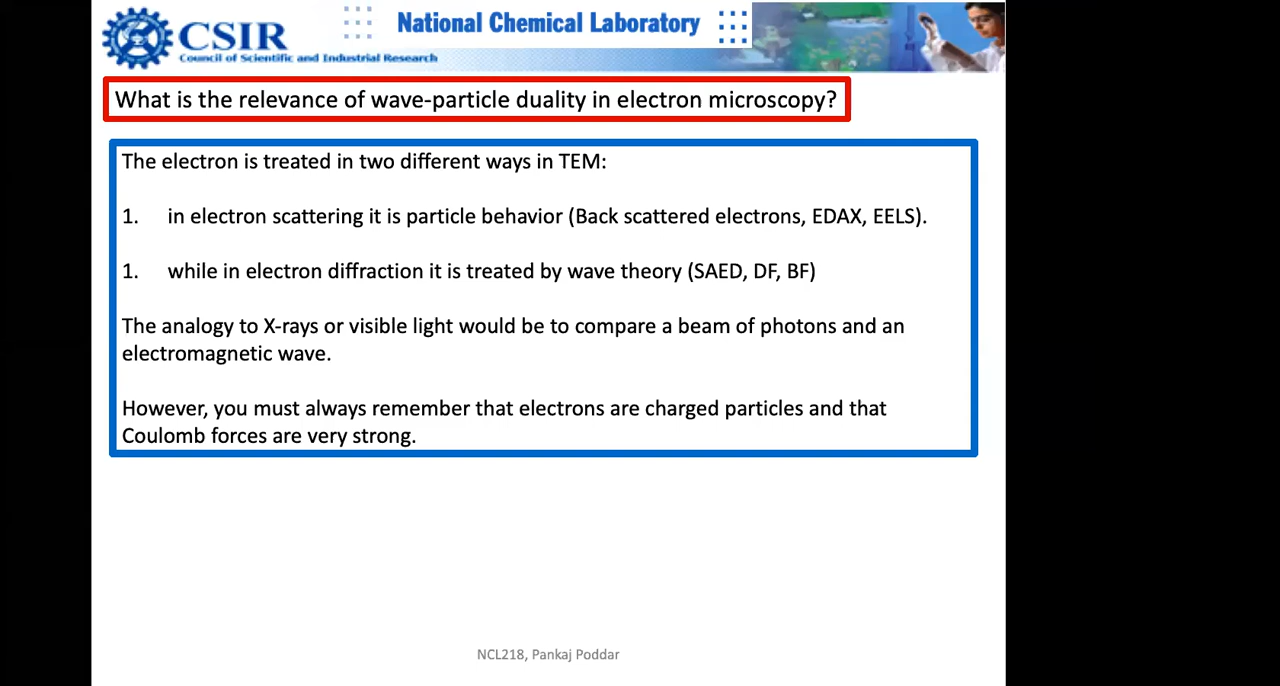 CSIR
Council of Scientific and Industrial Research
National Chemical Laboratory
What is the relevance of wave-particle duality in electron microscopy?
The electron is treated in two different ways in TEM:
1. in electron scattering it is particle behavior (Back scattered electrons, EDAX, EELS).
1. while in electron diffraction it is treated by wave theory (SAED, DF, BF)
The analogy to X-rays or visible light would be to compare a beam of photons and an
electromagnetic wave.
However, you must always remember that electrons are charged particles and that
Coulomb forces are very strong.
NCL218, Pankaj Poddar